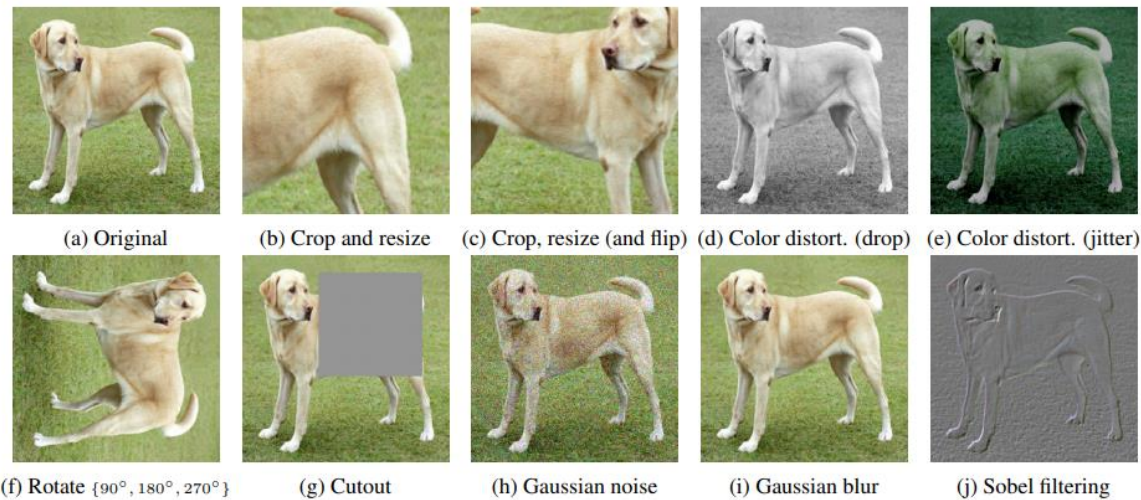 (a) Original
(b) Crop and resize
(c) Crop, resize (and flip)
(d) Color distort. (drop)
(e) Color distort. (jitter)
(f) Rotate {90°, 180°, 270°}
(g) Cutout
(h) Gaussian noise
(i) Gaussian blur
(j) Sobel filtering